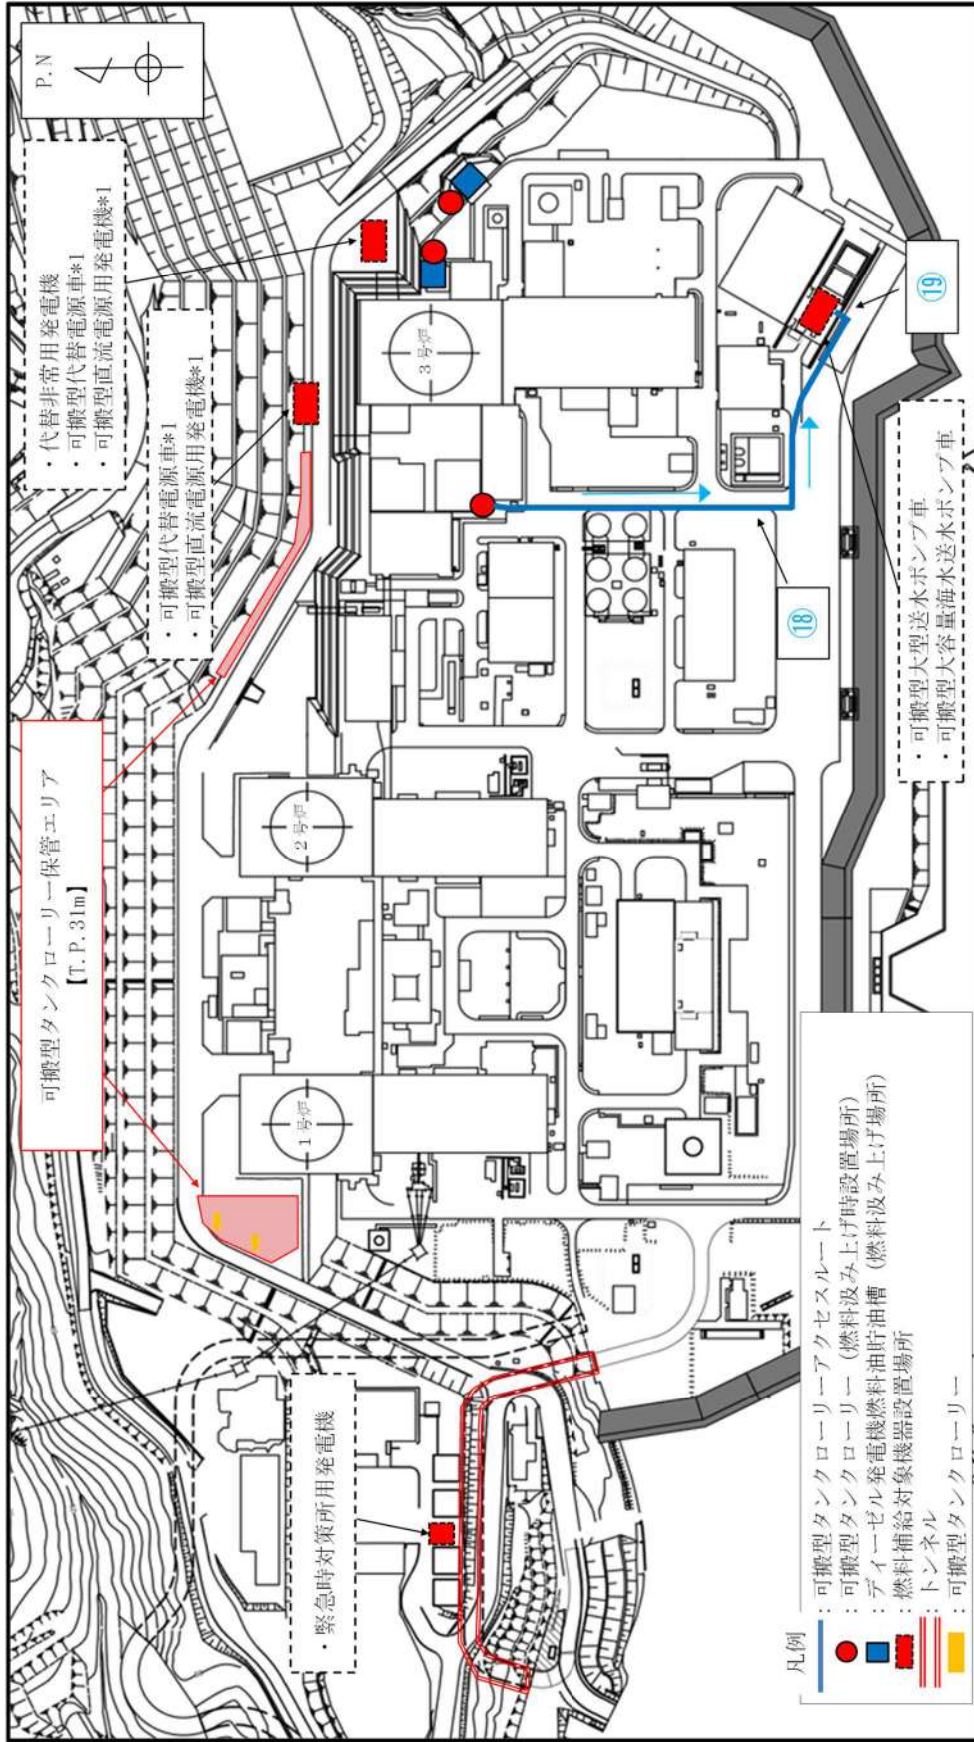 P.N
・代替非常用発電機
・可搬型代替電源車*1
・可搬型直流電源用発電機*1
・可搬型代替電源車*1
・可搬型直流電源用発電機*1
可搬型タンクローリー保管エリア
【T.P.31m】
・緊急時対策所用発電機
1号炉
2号炉
3号炉
⑱
⑲
・可搬型大型送水ポンプ車
・可搬型大容量海水送水ポンプ車
凡例
：可搬型タンクローリーアクセスルート
：可搬型タンクローリー（燃料汲み上げ時設置場所）
：ディーゼル発電機燃料油貯油槽（燃料汲み上げ場所）
：燃料補給対象機器設置場所
：トンネル
：可搬型タンクローリー